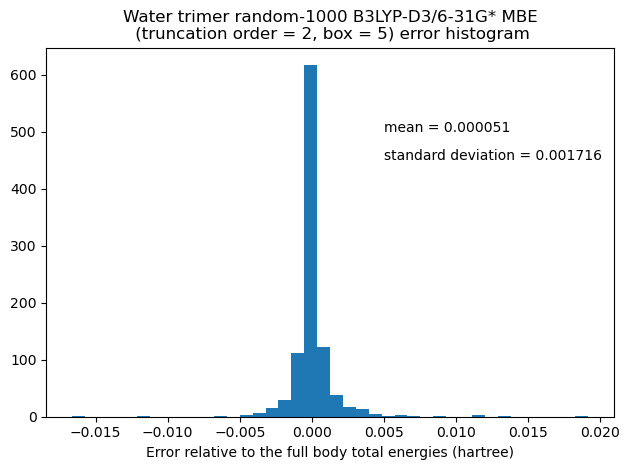 Water trimer random-1000 B3LYP-D3/6-31G* MBE
(truncation order = 2, box = 5) error histogram
600
500
400
300
200
100
0
mean = 0.000051
standard deviation = 0.001716
−0.015 −0.010 −0.005 0.000 0.005 0.010 0.015 0.020
Error relative to the full body total energies (hartree)